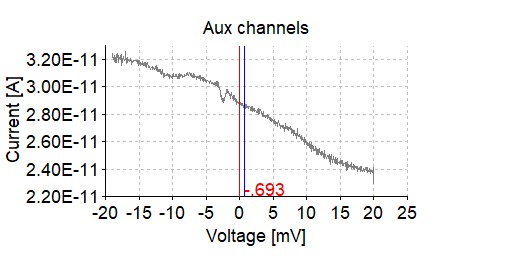 Aux channels
Current [A]
3.20E-11
3.00E-11
2.80E-11
2.60E-11
2.40E-11
2.20E-11
-.693
-20 -15 -10 -5 0 5 10 15 20 25
Voltage [mV]